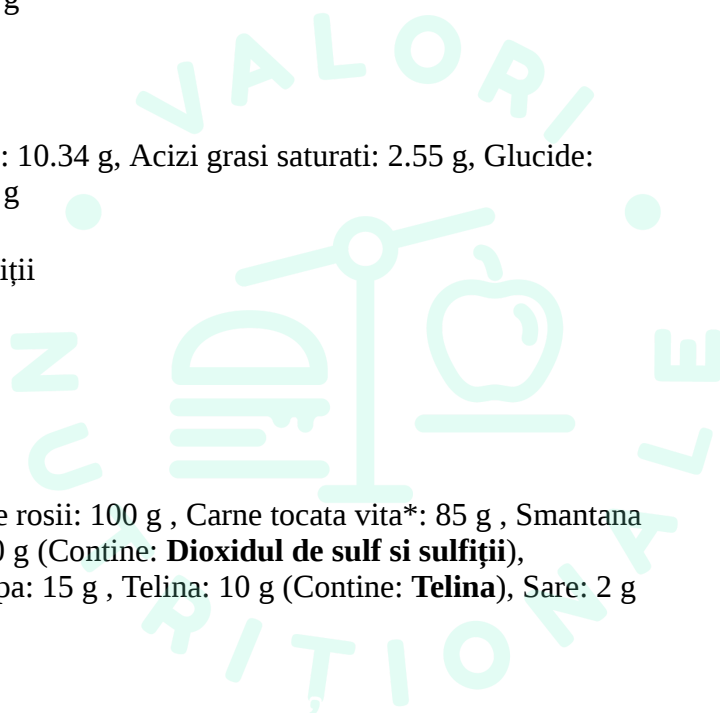 g
: 10.34 g, Acizi grasi saturati: 2.55 g, Glucide:
g
iții
e rosii: 100 g , Carne tocata vita*: 85 g , Smantana
0 g (Contine: Dioxidul de sulf si sulfiții),
pa: 15 g , Telina: 10 g (Contine: Telina), Sare: 2 g
VALORI
NUTRITIONALE